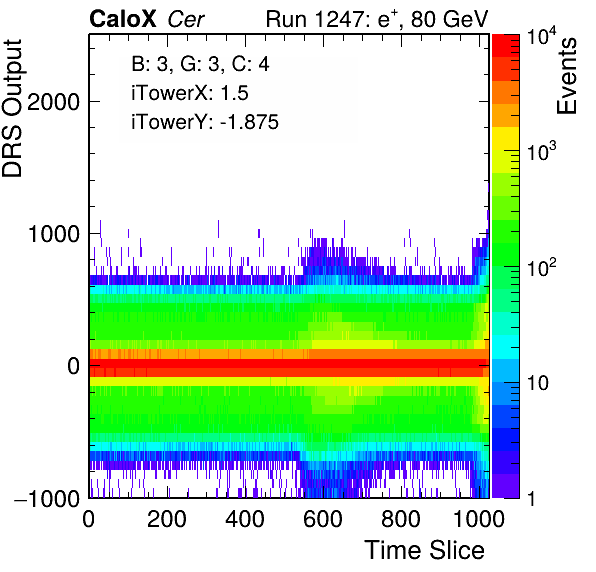 CaloX Cer Run 1247: e⁺, 80 GeV
B: 3, G: 3, C: 4
iTowerX: 1.5
iTowerY: -1.875
DRS Output
2000
1000
0
−1000
0 200 400 600 800 1000
Time Slice
Events
10⁴
10³
10²
10
1